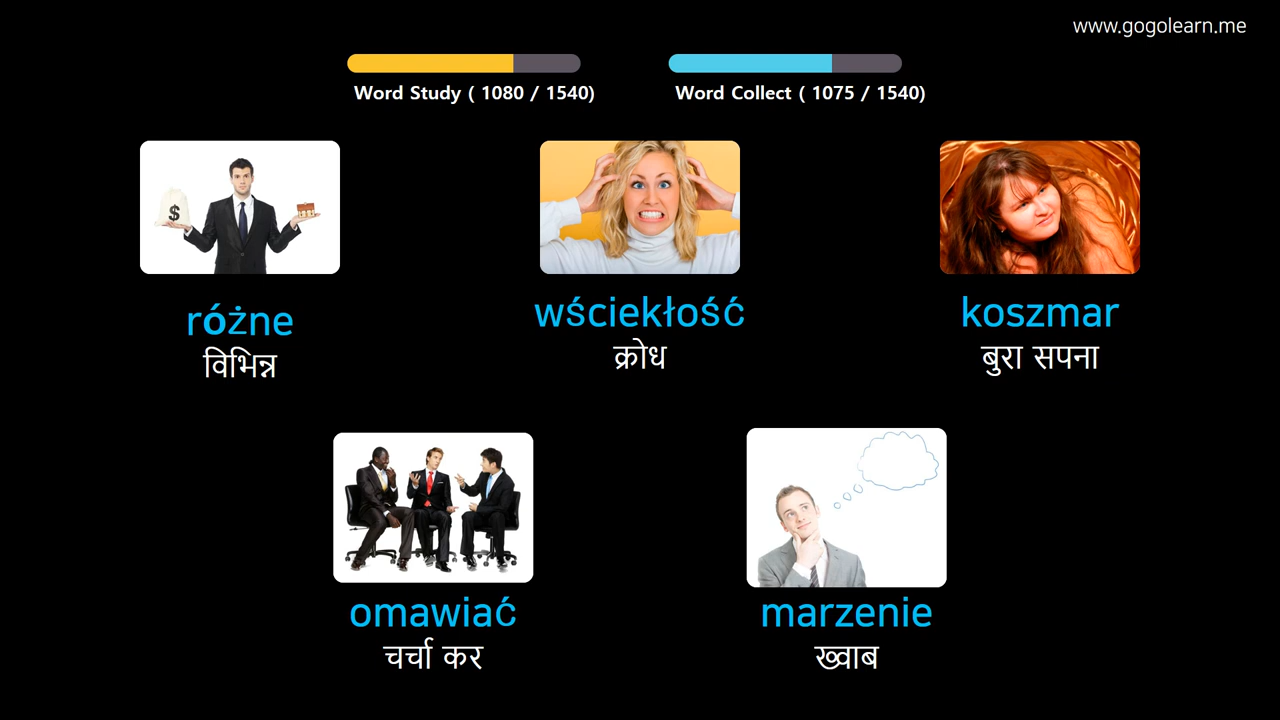 www.gogolearn.me
Word Study ( 1080 / 1540)
Word Collect ( 1075 / 1540)
$
różne
विभिन्न
wściekłość
क्रोध
koszmar
बुरा सपना
omawiać
चर्चा कर
marzenie
ख्वाब